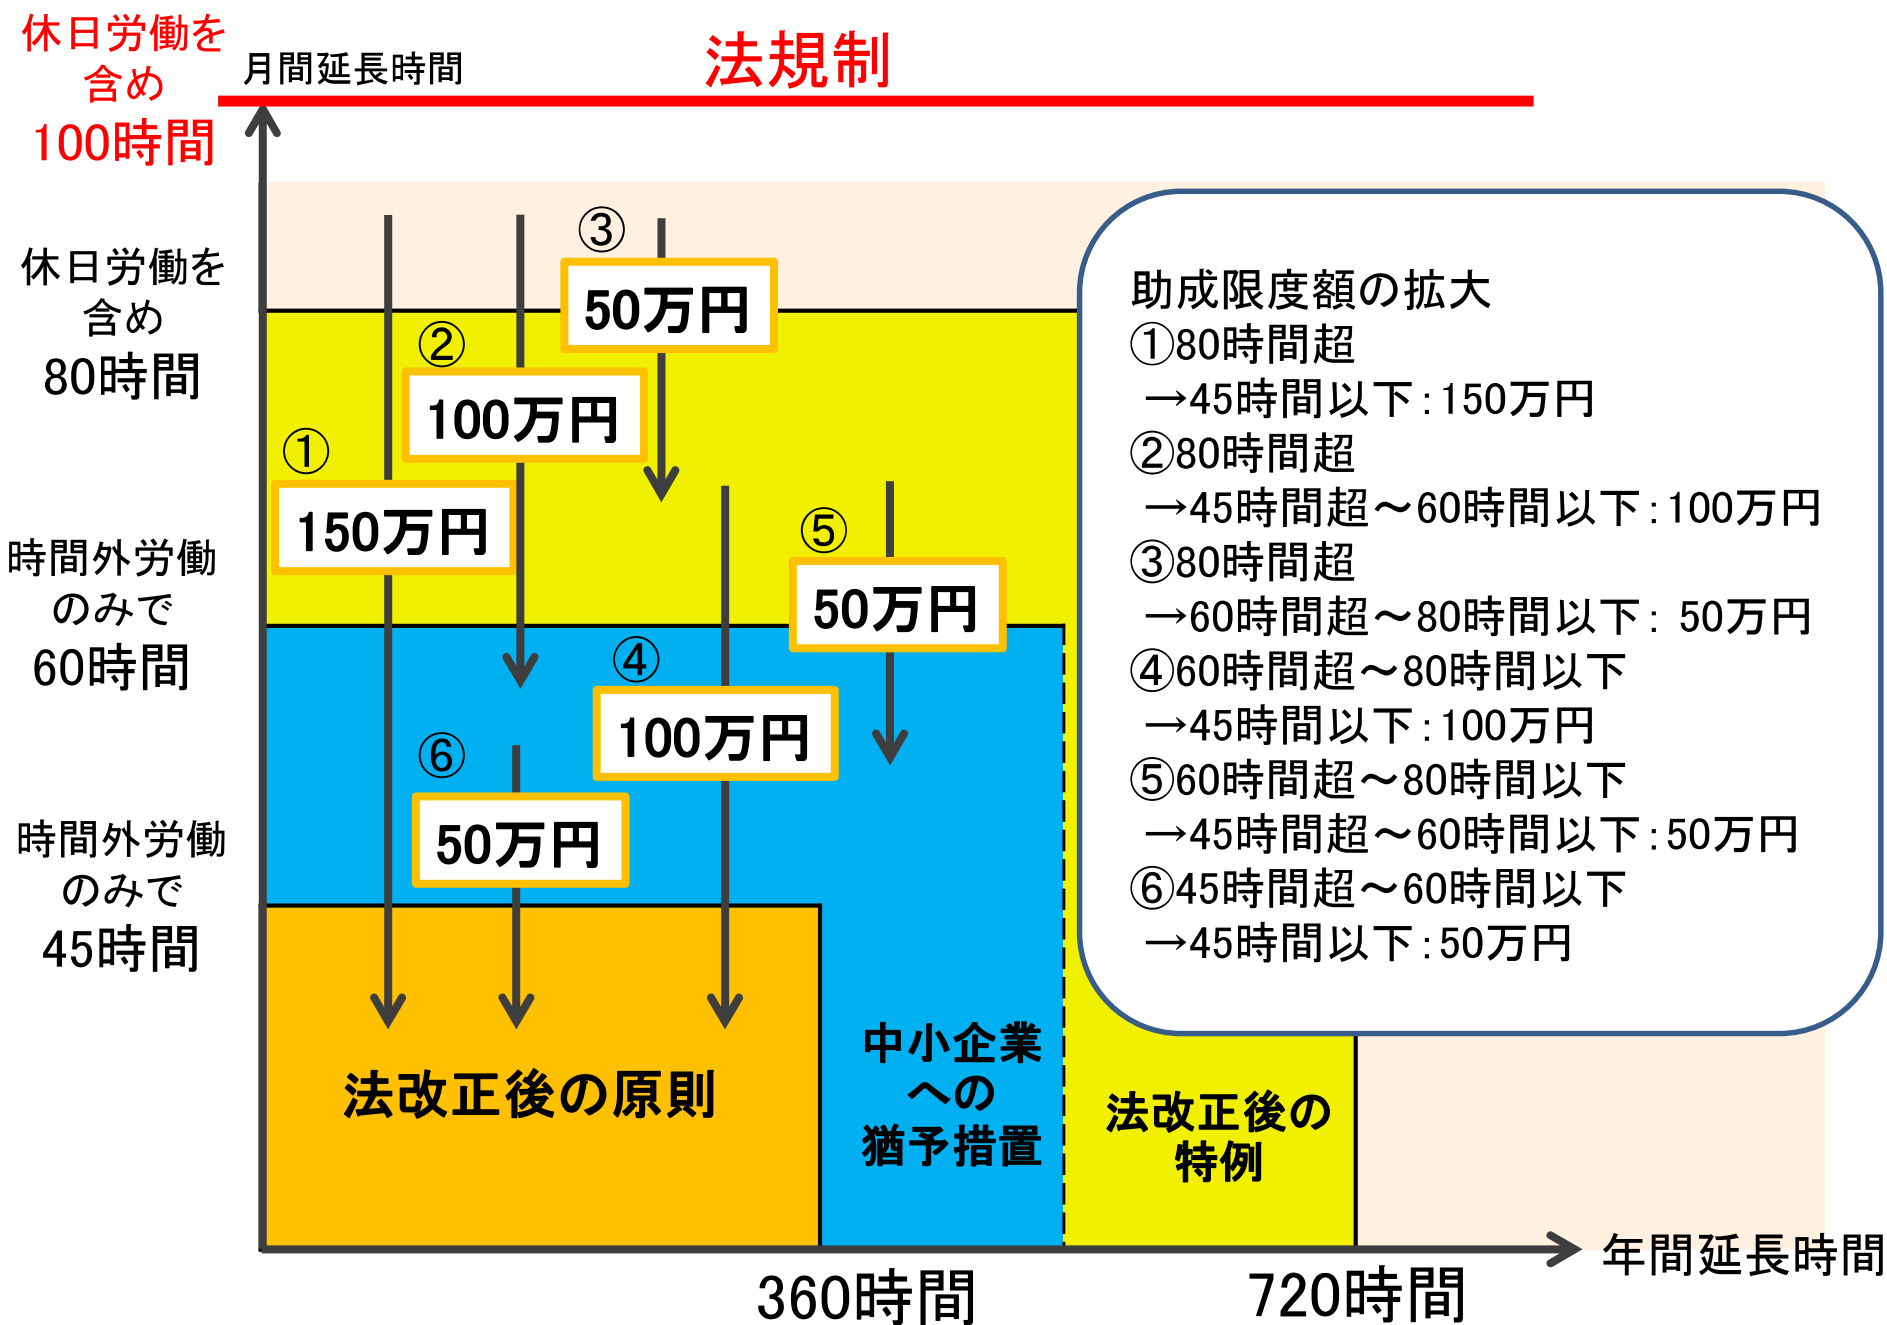 休日労働を
含め
100時間
月間延長時間
法規制
休日労働を
含め
80時間
時間外労働
のみで
60時間
時間外労働
のみで
45時間
③
50万円
②
100万円
①
150万円
⑤
50万円
④
100万円
⑥
50万円
助成限度額の拡大
①80時間超
→45時間以下：150万円
②80時間超
→45時間超～60時間以下：100万円
③80時間超
→60時間超～80時間以下： 50万円
④60時間超～80時間以下
→45時間以下：100万円
⑤60時間超～80時間以下
→45時間超～60時間以下：50万円
⑥45時間超～60時間以下
→45時間以下：50万円
法改正後の原則
中小企業
への
猶予措置
法改正後の
特例
年間延長時間
360時間
720時間